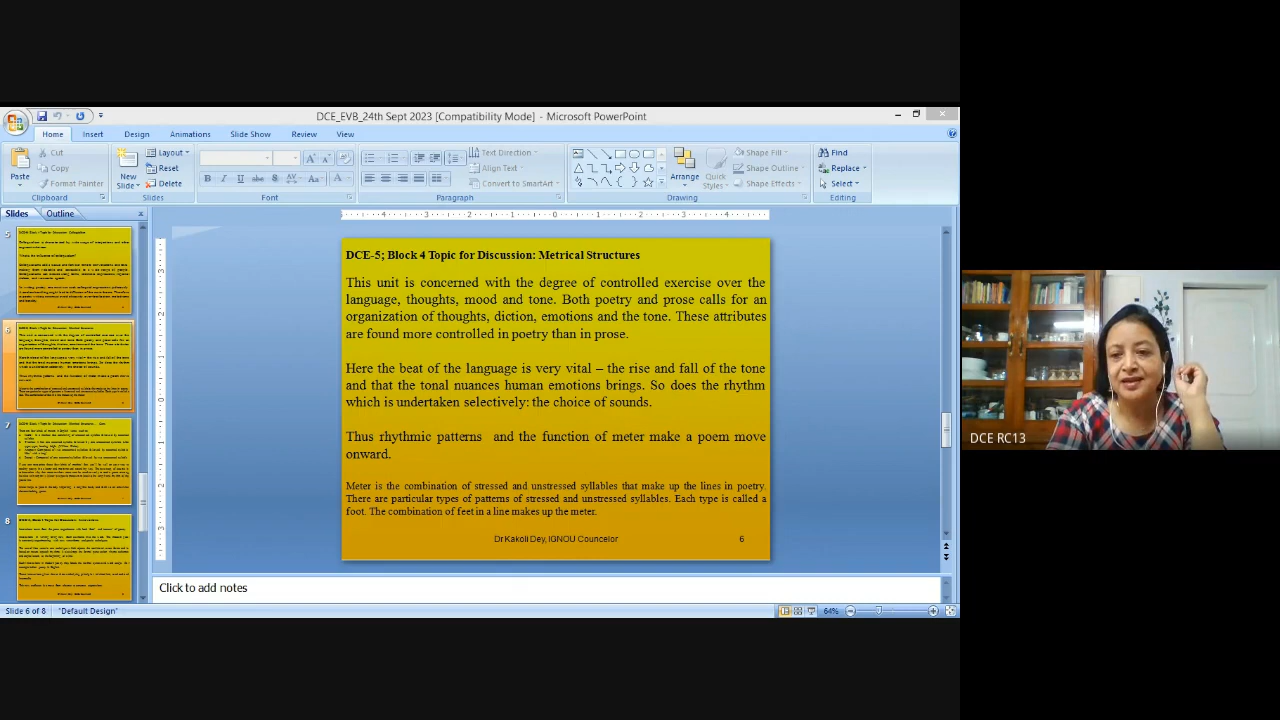 DCE_EVB_24th Sept 2023 [Compatibility Mode] - Microsoft PowerPoint
Home Insert Design Animations Slide Show Review View
Paste Cut Copy Format Painter Clipboard
New Slide Layout Reset Delete Slides
Font
Text Direction Align Text Convert to SmartArt Paragraph
Arrange Quick Styles Shape Fill Shape Outline Shape Effects Drawing
Find Replace Select Editing
Slides Outline
5
6
7
8
DCE-5; Block 4 Topic for Discussion: Metrical Structures
This unit is concerned with the degree of controlled exercise over the
language, thoughts, mood and tone. Both poetry and prose calls for an
organization of thoughts, diction, emotions and the tone. These attributes
are found more controlled in poetry than in prose.
Here the beat of the language is very vital – the rise and fall of the tone
and that the tonal nuances human emotions brings. So does the rhythm
which is undertaken selectively: the choice of sounds.
Thus rhythmic patterns and the function of meter make a poem move
onward.
Meter is the combination of stressed and unstressed syllables that make up the lines in poetry.
There are particular types of patterns of stressed and unstressed syllables. Each type is called a
foot. The combination of feet in a line makes up the meter.
Dr Kakoli Dey, IGNOU Councelor 6
Click to add notes
Slide 6 of 8 "Default Design" 64%
DCE RC13